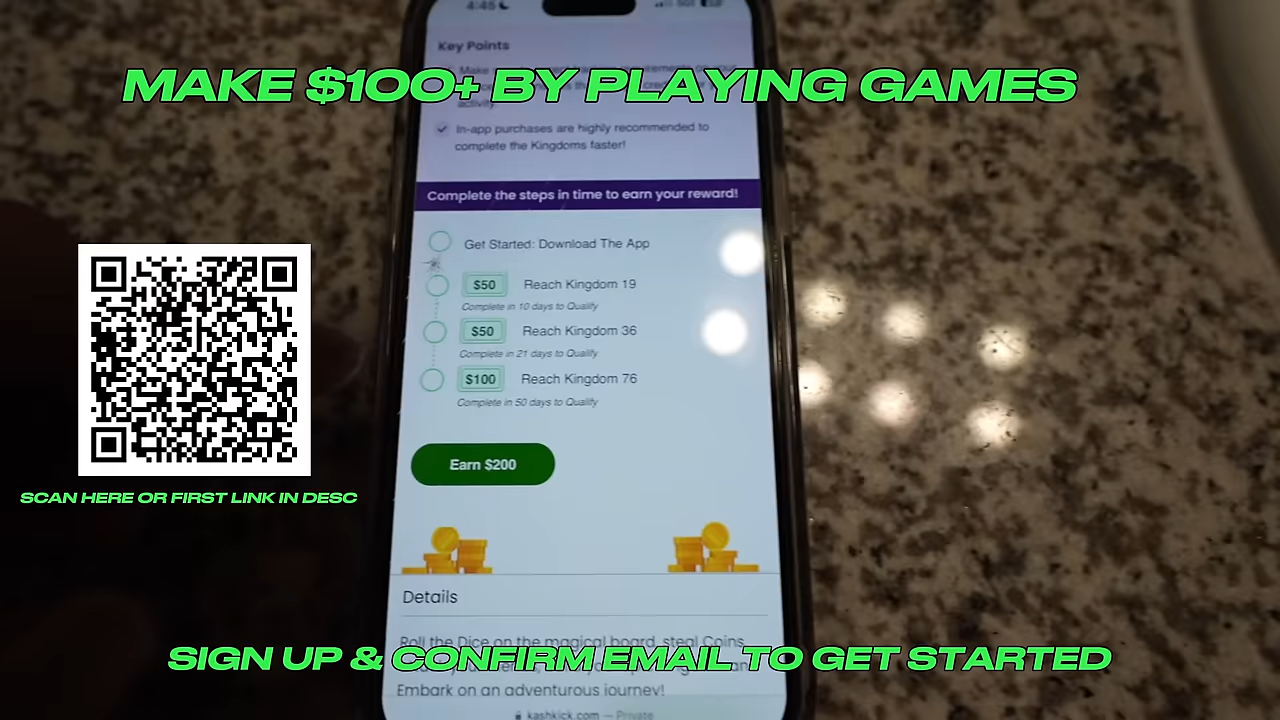 4:45
Key Points
MAKE $100+ BY PLAYING GAMES
activity
In-app purchases are highly recommended to
complete the Kingdoms faster!
Complete the steps in time to earn your reward!
Get Started: Download The App
$50 Reach Kingdom 19
Complete in 10 days to Qualify
$50 Reach Kingdom 36
Complete in 21 days to Qualify
$100 Reach Kingdom 76
Complete in 50 days to Qualify
Earn $200
SCAN HERE OR FIRST LINK IN DESC
Details
Roll the Dice on the magical board, steal Coins
SIGN UP & CONFIRM EMAIL TO GET STARTED
Embark on an adventurous journey!
kashkick.com — Private